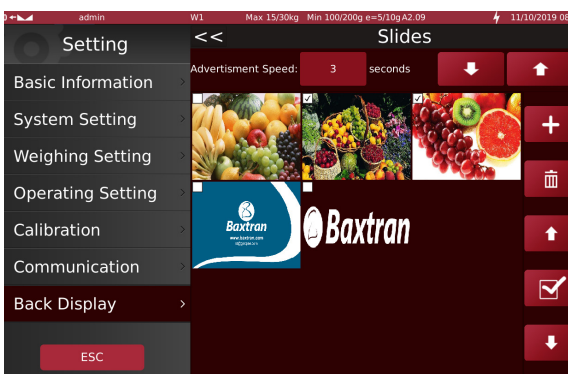 admin W1 Max 15/30kg Min 100/200g e=5/10g A2.09 11/10/2019 08
Setting
<< Slides
Advertisment Speed: 3 seconds
Basic Information
System Setting
Weighing Setting
Operating Setting
Calibration
Communication
Back Display
ESC
Baxtran
www.baxtran.com
Baxtran